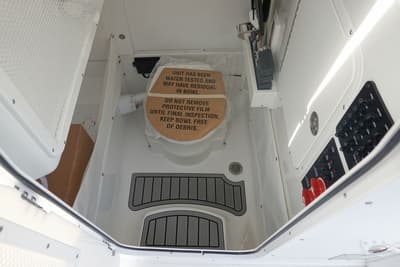 UNIT HAS BEEN
WATER TESTED AND
MAY HAVE RESIDUAL
IN BOWL.
DO NOT REMOVE
PROTECTIVE FILM
UNTIL FINAL INSPECTION.
KEEP BOWL FREE
OF DEBRIS.